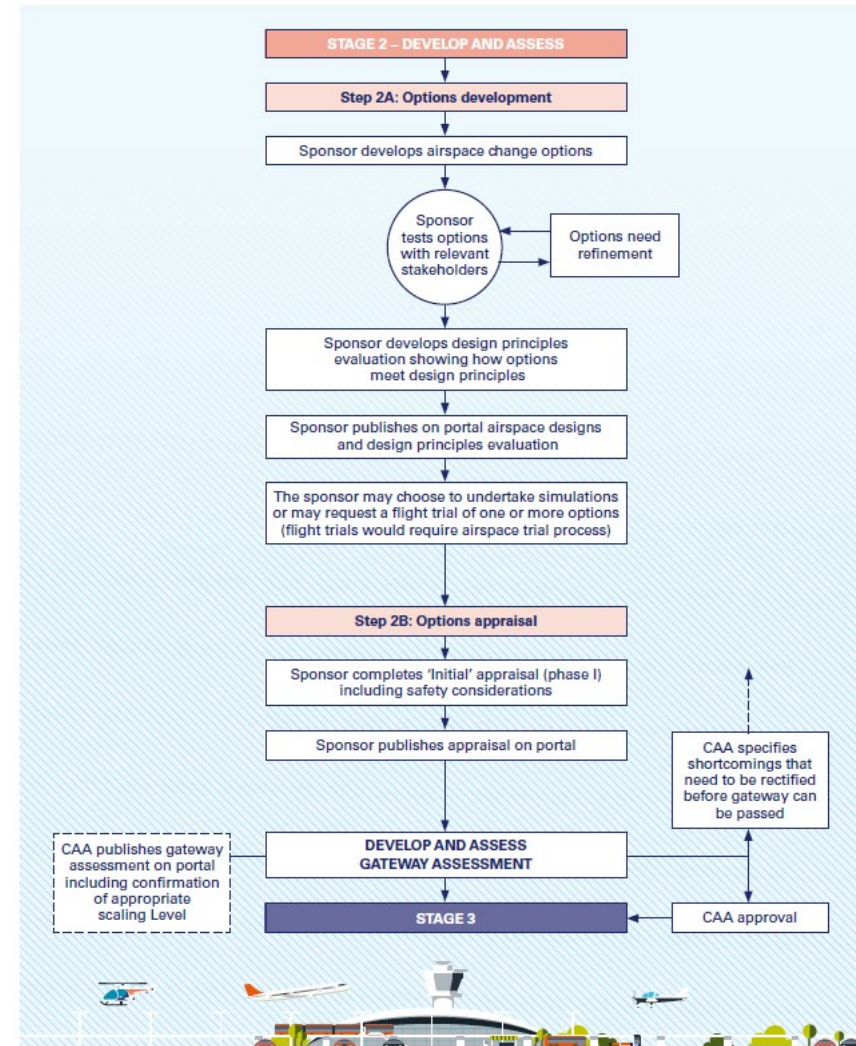 STAGE 2 – DEVELOP AND ASSESS
Step 2A: Options development
Sponsor develops airspace change options
Sponsor
tests options
with relevant
stakeholders
Options need
refinement
Sponsor develops design principles
evaluation showing how options
meet design principles
Sponsor publishes on portal airspace designs
and design principles evaluation
The sponsor may choose to undertake simulations
or may request a flight trial of one or more options
(flight trials would require airspace trial process)
Step 2B: Options appraisal
Sponsor completes ‘Initial’ appraisal (phase I)
including safety considerations
Sponsor publishes appraisal on portal
CAA specifies
shortcomings that
need to be rectified
before gateway can
be passed
CAA publishes gateway
assessment on portal
including confirmation
of appropriate
scaling Level
DEVELOP AND ASSESS
GATEWAY ASSESSMENT
STAGE 3
CAA approval